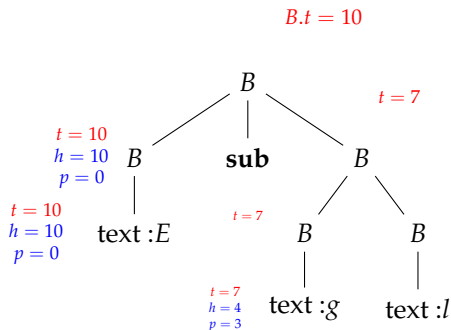 B.t = 10
B
t = 7
t = 10
h = 10
p = 0
B
sub
B
t = 10
h = 10
p = 0
text :E
t = 7
B
B
t = 7
h = 4
p = 3
text :g
text :l